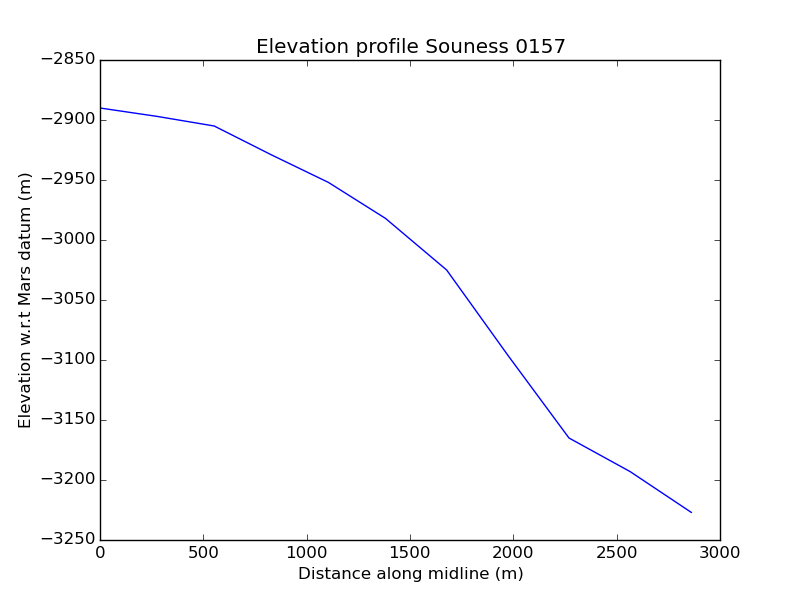 Elevation profile Souness 0157
Elevation w.r.t Mars datum (m)
−2850
−2900
−2950
−3000
−3050
−3100
−3150
−3200
−3250
0 500 1000 1500 2000 2500 3000
Distance along midline (m)